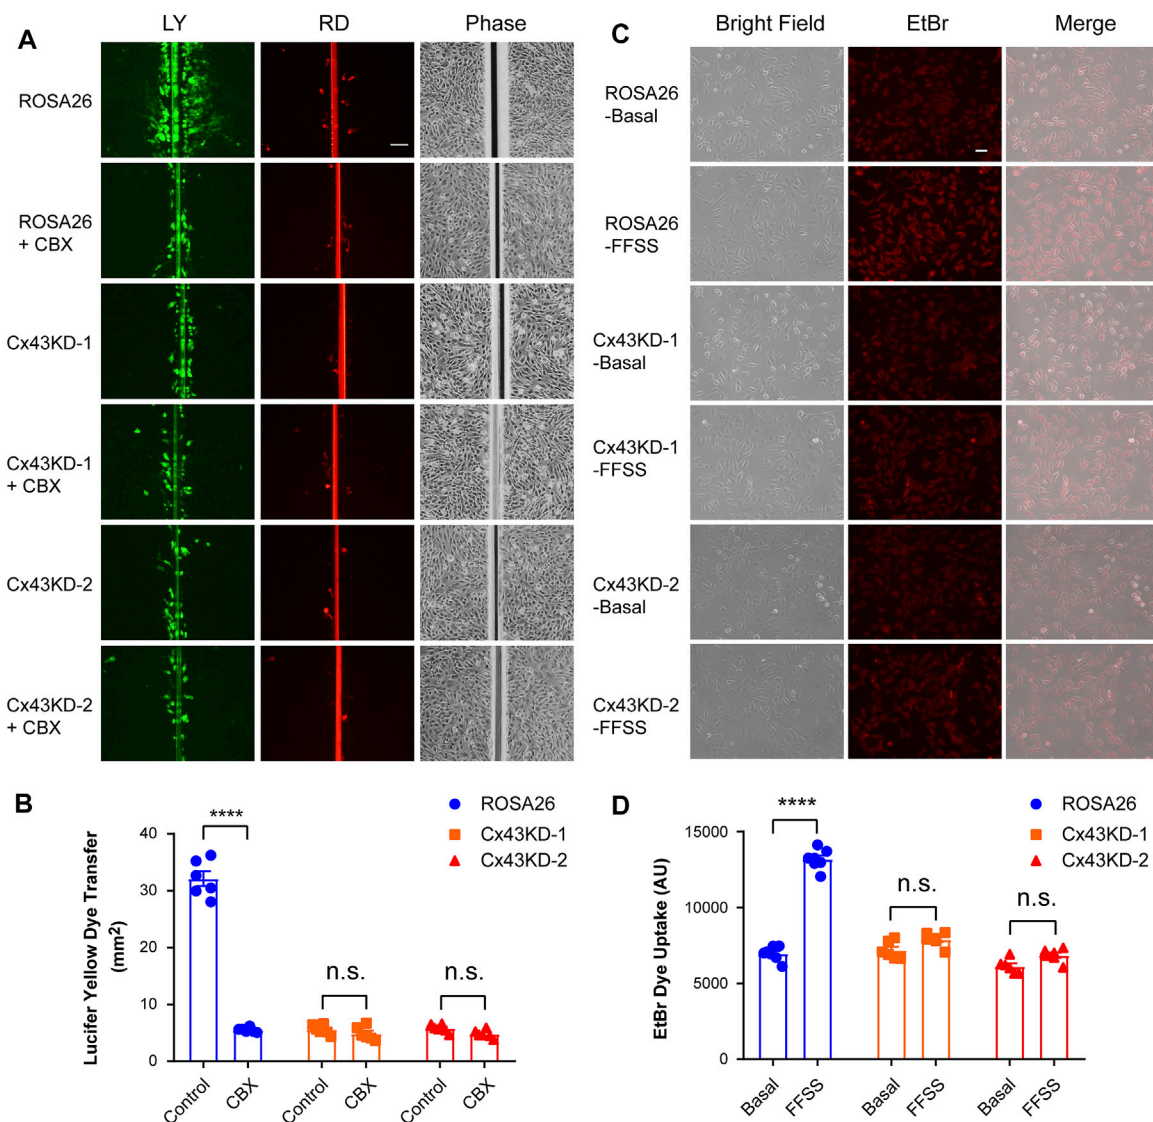 A
LY
RD
Phase
ROSA26
ROSA26
+ CBX
Cx43KD-1
Cx43KD-1
+ CBX
Cx43KD-2
Cx43KD-2
+ CBX
C
Bright Field
EtBr
Merge
ROSA26
-Basal
ROSA26
-FFSS
Cx43KD-1
-Basal
Cx43KD-1
-FFSS
Cx43KD-2
-Basal
Cx43KD-2
-FFSS
B
ROSA26
Cx43KD-1
Cx43KD-2
Lucifer Yellow Dye Transfer
(mm²)
40
30
20
10
0
****
n.s.
n.s.
Control
CBX
Control
CBX
Control
CBX
D
ROSA26
Cx43KD-1
Cx43KD-2
EtBr Dye Uptake (AU)
15000
10000
5000
0
****
n.s.
n.s.
Basal
FFSS
Basal
FFSS
Basal
FFSS